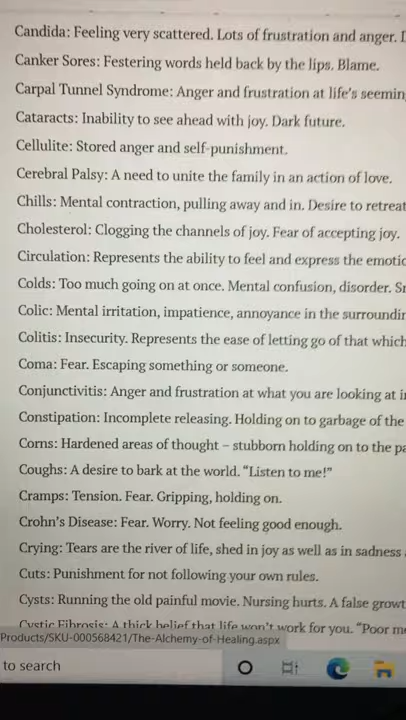 Candida: Feeling very scattered. Lots of frustration and anger.
Canker Sores: Festering words held back by the lips. Blame.
Carpal Tunnel Syndrome: Anger and frustration at life's
Cataracts: Inability to see ahead with joy. Dark future.
Cellulite: Stored anger and self-punishment.
Cerebral Palsy: A need to unite the family in an action of love.
Chills: Mental contraction, pulling away and in. Desire to retreat
Cholesterol: Clogging the channels of joy. Fear of accepting joy.
Circulation: Represents the ability to feel and express the
Colds: Too much going on at once. Mental confusion, disorder.
Colic: Mental irritation, impatience, annoyance in the
Colitis: Insecurity. Represents the ease of letting go of that which
Coma: Fear. Escaping something or someone.
Conjunctivitis: Anger and frustration at what you are looking at
Constipation: Incomplete releasing. Holding on to garbage of the
Corns: Hardened areas of thought – stubborn holding on to the
Coughs: A desire to bark at the world. "Listen to me!"
Cramps: Tension. Fear. Gripping, holding on.
Crohn's Disease: Fear. Worry. Not feeling good enough.
Crying: Tears are the river of life, shed in joy as well as in sadness
Cuts: Punishment for not following your own rules.
Cysts: Running the old painful movie. Nursing hurts. A false
Cystic Fibrosis: A thick belief that life won't work for you. "Poor
Products/SKU-000568421/The-Alchemy-of-Healing.aspx
to search